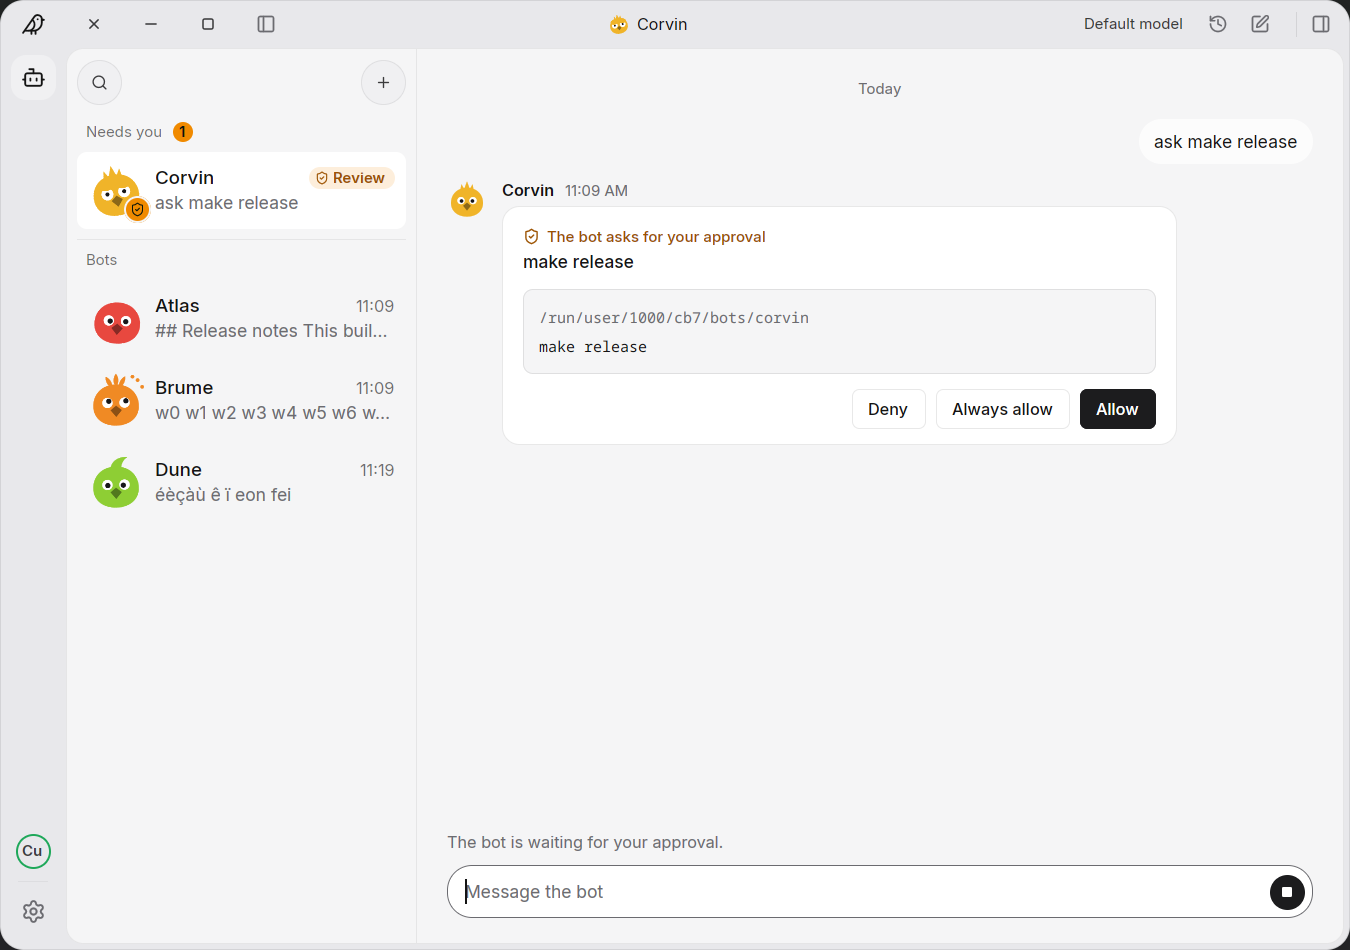 Corvin
Default model
Needs you 1
Corvin
Review
ask make release
Bots
Atlas
11:09
## Release notes This buil...
Brume
11:09
w0 w1 w2 w3 w4 w5 w6 w...
Dune
11:19
éèçàù ê ï eon fei
Cu
Today
ask make release
Corvin 11:09 AM
The bot asks for your approval
make release
/run/user/1000/cb7/bots/corvin
make release
Deny
Always allow
Allow
The bot is waiting for your approval.
Message the bot